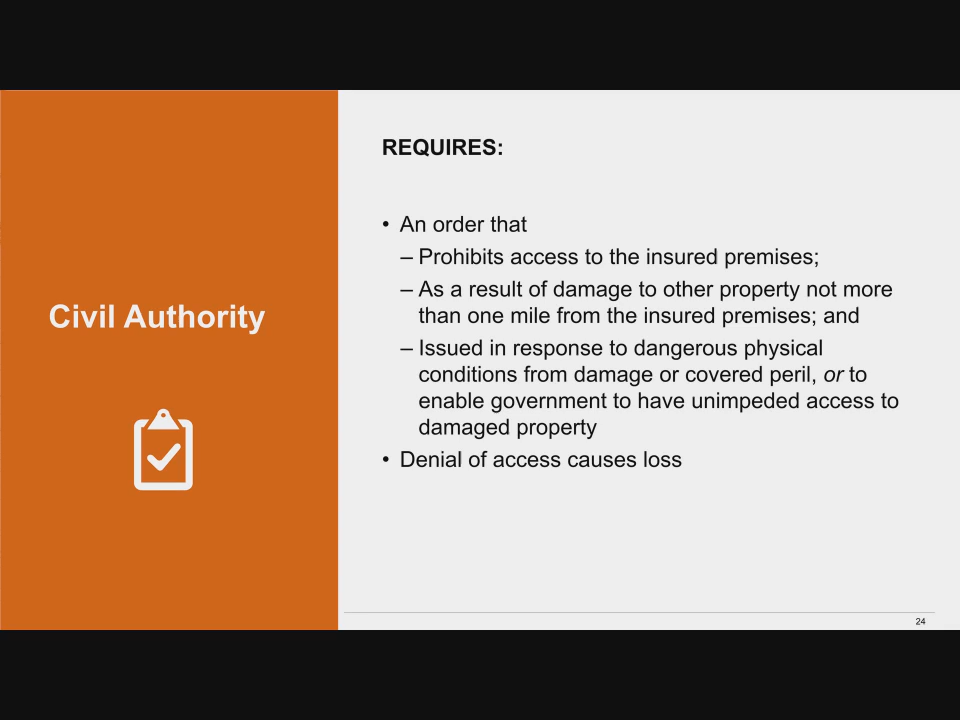 Civil Authority
REQUIRES:
• An order that
– Prohibits access to the insured premises;
– As a result of damage to other property not more
than one mile from the insured premises; and
– Issued in response to dangerous physical
conditions from damage or covered peril, or to
enable government to have unimpeded access to
damaged property
• Denial of access causes loss
24